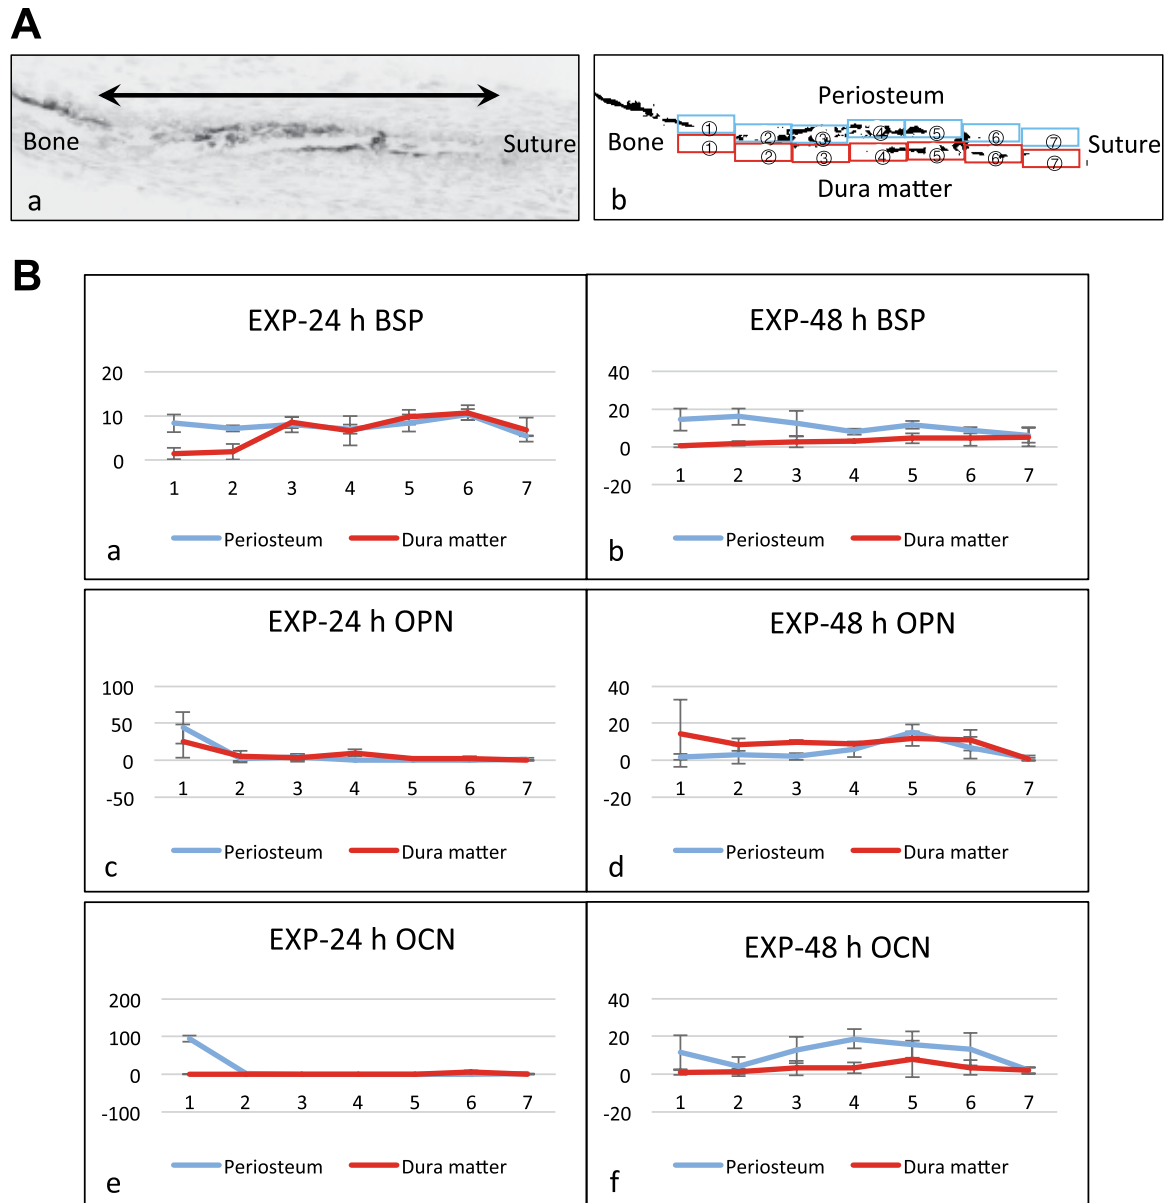 A
Bone
Suture
a
Periosteum
Bone
① ② ③ ④ ⑤ ⑥ ⑦
① ② ③ ④ ⑤ ⑥ ⑦
Suture
Dura matter
b
B
EXP-24 h BSP
20
10
0
1 2 3 4 5 6 7
Periosteum Dura matter
a
EXP-48 h BSP
40
20
0
-20
1 2 3 4 5 6 7
Periosteum Dura matter
b
EXP-24 h OPN
100
50
0
-50
1 2 3 4 5 6 7
Periosteum Dura matter
c
EXP-48 h OPN
40
20
0
-20
1 2 3 4 5 6 7
Periosteum Dura matter
d
EXP-24 h OCN
200
100
0
-100
1 2 3 4 5 6 7
Periosteum Dura matter
e
EXP-48 h OCN
40
20
0
-20
1 2 3 4 5 6 7
Periosteum Dura matter
f